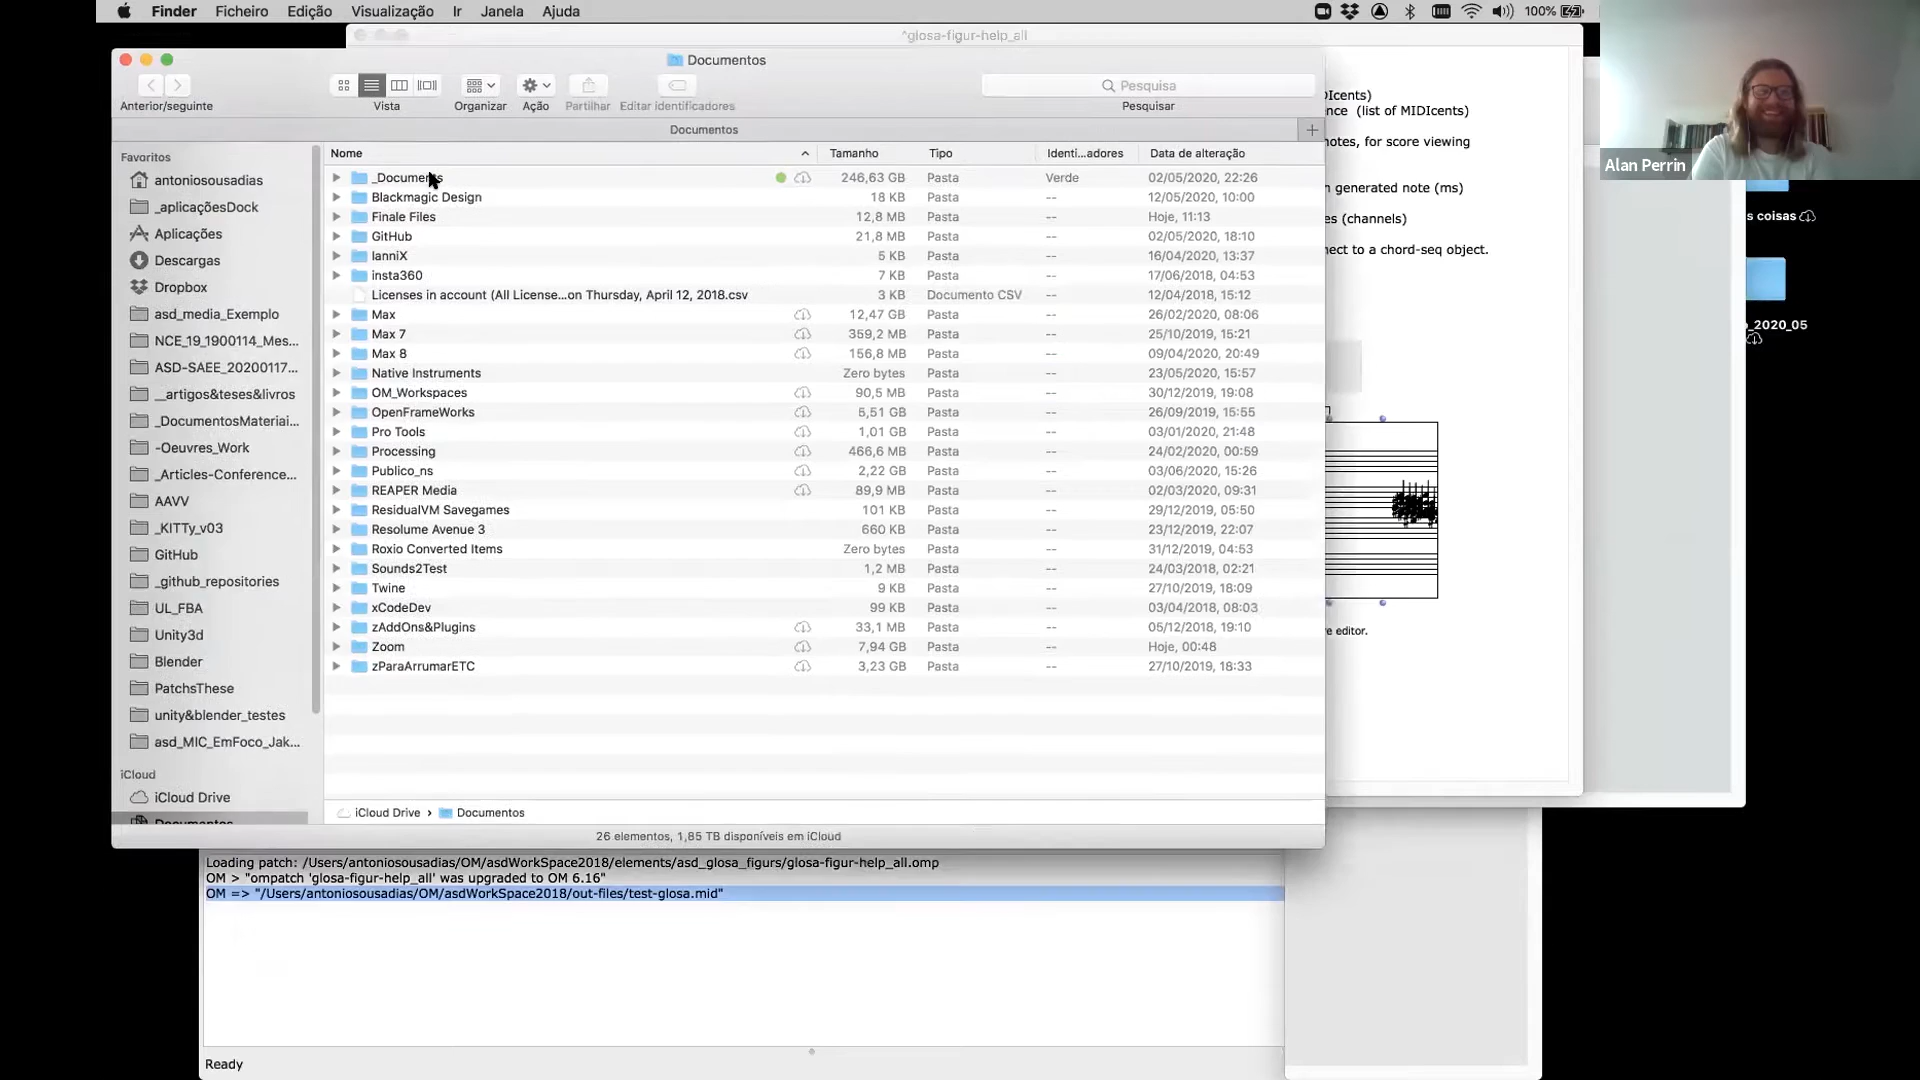 Finder Ficheiro Edição Visualização Ir Janela Ajuda 100%
^glosa-figur-help_all
Documentos
Pesquisa
Anterior/seguinte Vista Organizar Ação Partilhar Editar identificadores Pesquisar
Documentos
Nome Tamanho Tipo Identi...adores Data de alteração
_Documents 246,63 GB Pasta Verde 02/05/2020, 22:26
Blackmagic Design 18 KB Pasta -- 12/05/2020, 10:00
Finale Files 12,8 MB Pasta -- Hoje, 11:13
GitHub 21,8 MB Pasta -- 02/05/2020, 18:10
IanniX 5 KB Pasta -- 16/04/2020, 13:37
insta360 7 KB Pasta -- 17/06/2018, 04:53
Licenses in account (All License...on Thursday, April 12, 2018.csv 3 KB Documento CSV -- 12/04/2018, 15:12
Max 12,47 GB Pasta -- 26/02/2020, 08:06
Max 7 359,2 MB Pasta -- 25/10/2019, 15:21
Max 8 156,8 MB Pasta -- 09/04/2020, 20:49
Native Instruments Zero bytes Pasta -- 23/05/2020, 15:57
OM_Workspaces 90,5 MB Pasta -- 30/12/2019, 19:08
OpenFrameWorks 5,51 GB Pasta -- 26/09/2019, 15:55
Pro Tools 1,01 GB Pasta -- 03/01/2020, 21:48
Processing 466,6 MB Pasta -- 24/02/2020, 00:59
Publico_ns 2,22 GB Pasta -- 03/06/2020, 15:26
REAPER Media 89,9 MB Pasta -- 02/03/2020, 09:31
ResidualVM Savegames 101 KB Pasta -- 29/12/2019, 05:50
Resolume Avenue 3 660 KB Pasta -- 23/12/2019, 22:07
Roxio Converted Items Zero bytes Pasta -- 31/12/2019, 04:53
Sounds2Test 1,2 MB Pasta -- 24/03/2018, 02:21
Twine 9 KB Pasta -- 27/10/2019, 18:09
xCodeDev 99 KB Pasta -- 03/04/2018, 08:03
zAddOns&Plugins 33,1 MB Pasta -- 05/12/2018, 19:10
Zoom 7,94 GB Pasta -- Hoje, 00:48
zParaArrumarETC 3,23 GB Pasta -- 27/10/2019, 18:33
Favoritos
antoniosousadias
_aplicaçõesDock
Aplicações
Descargas
Dropbox
asd_media_Exemplo
NCE_19_1900114_Mes...
ASD-SAEE_20200117...
__artigos&teses&livros
_DocumentosMateriai...
-Oeuvres_Work
_Articles-Conference...
AAVV
_KITTy_v03
GitHub
_github_repositories
UL_FBA
Unity3d
Blender
PatchsThese
unity&blender_testes
asd_MIC_EmFoco_Jak...
iCloud
iCloud Drive
Documentos
iCloud Drive › Documentos
26 elementos, 1,85 TB disponíveis em iCloud
DIcents)
nce (list of MIDIcents)
notes, for score viewing
n generated note (ms)
es (channels)
nect to a chord-seq object.
e editor.
Alan Perrin
s coisas
_2020_05
Loading patch: /Users/antoniosousadias/OM/asdWorkSpace2018/elements/asd_glosa_figurs/glosa-figur-help_all.omp
OM > "ompatch 'glosa-figur-help_all' was upgraded to OM 6.16"
OM => "/Users/antoniosousadias/OM/asdWorkSpace2018/out-files/test-glosa.mid"
Ready